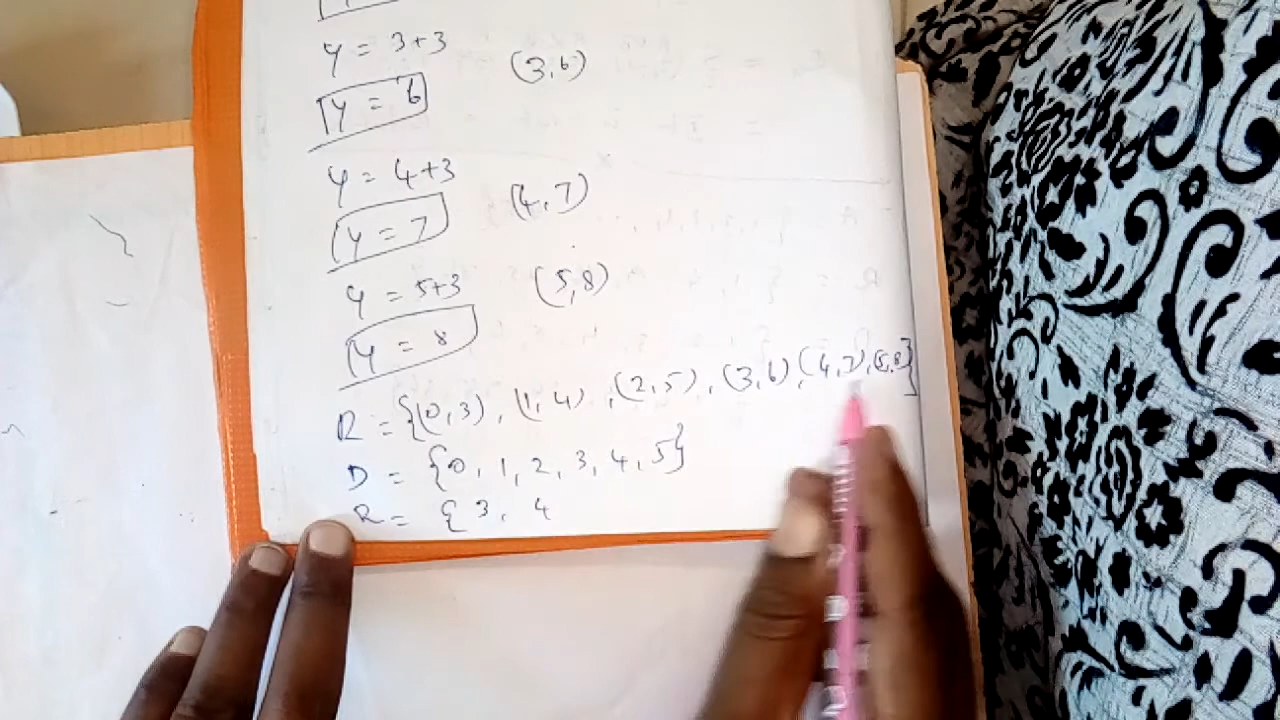 y = 3+3 (3,6)
y = 6
y = 4+3 (4,7)
y = 7
y = 5+3 (5,8)
y = 8
R = {(0,3), (1,4), (2,5), (3,6), (4,7), (5,8)}
D = {0, 1, 2, 3, 4, 5}
R = {3, 4